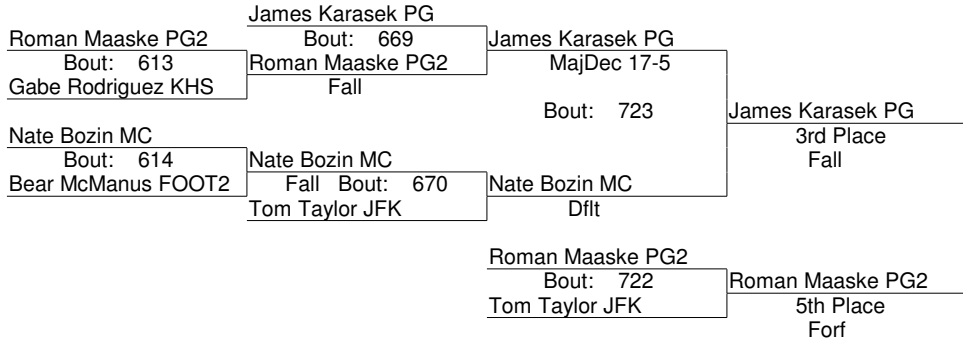 James Karasek PG
Roman Maaske PG2 Bout: 669 James Karasek PG
Bout: 613 Roman Maaske PG2 MajDec 17-5
Gabe Rodriguez KHS Fall
Bout: 723 James Karasek PG
Nate Bozin MC 3rd Place
Bout: 614 Nate Bozin MC Fall
Bear McManus FOOT2 Fall Bout: 670 Nate Bozin MC
Tom Taylor JFK Dflt
Roman Maaske PG2
Bout: 722 Roman Maaske PG2
Tom Taylor JFK 5th Place
Forf